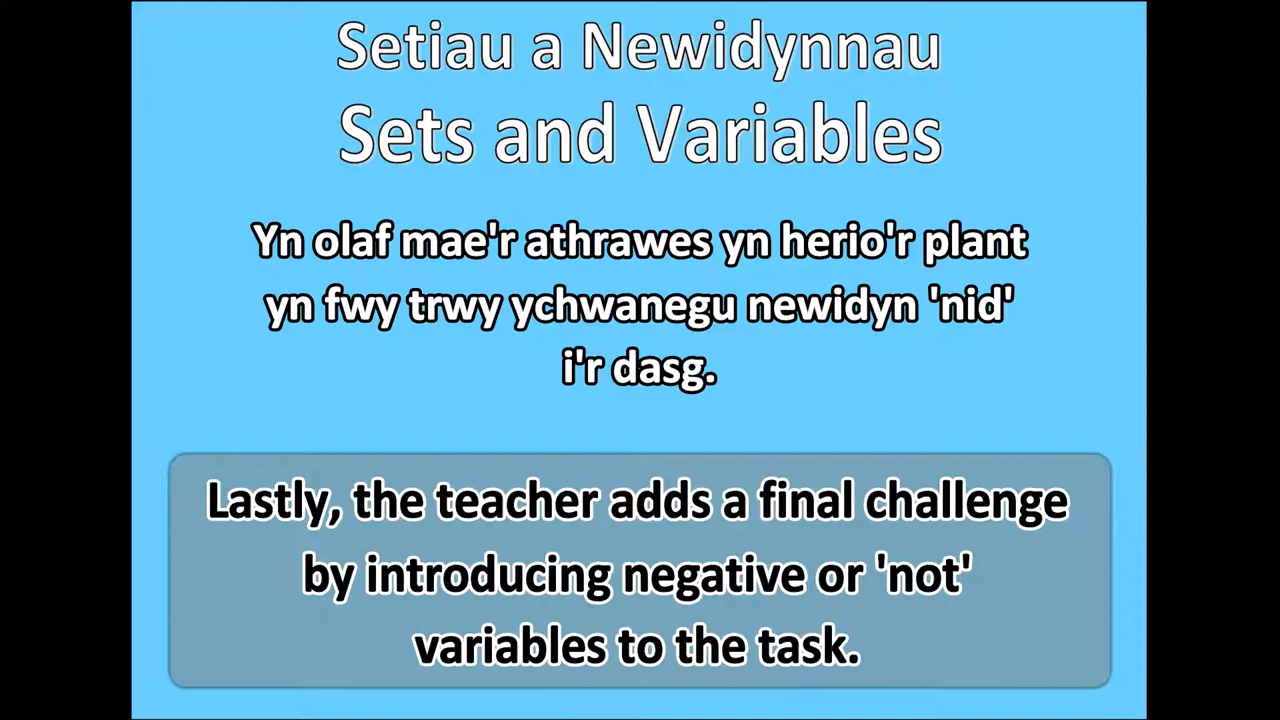 Setiau a Newidynnau
Sets and Variables
Yn olaf mae'r athrawes yn herio'r plant
yn fwy trwy ychwanegu newidyn 'nid'
i'r dasg.
Lastly, the teacher adds a final challenge
by introducing negative or 'not'
variables to the task.